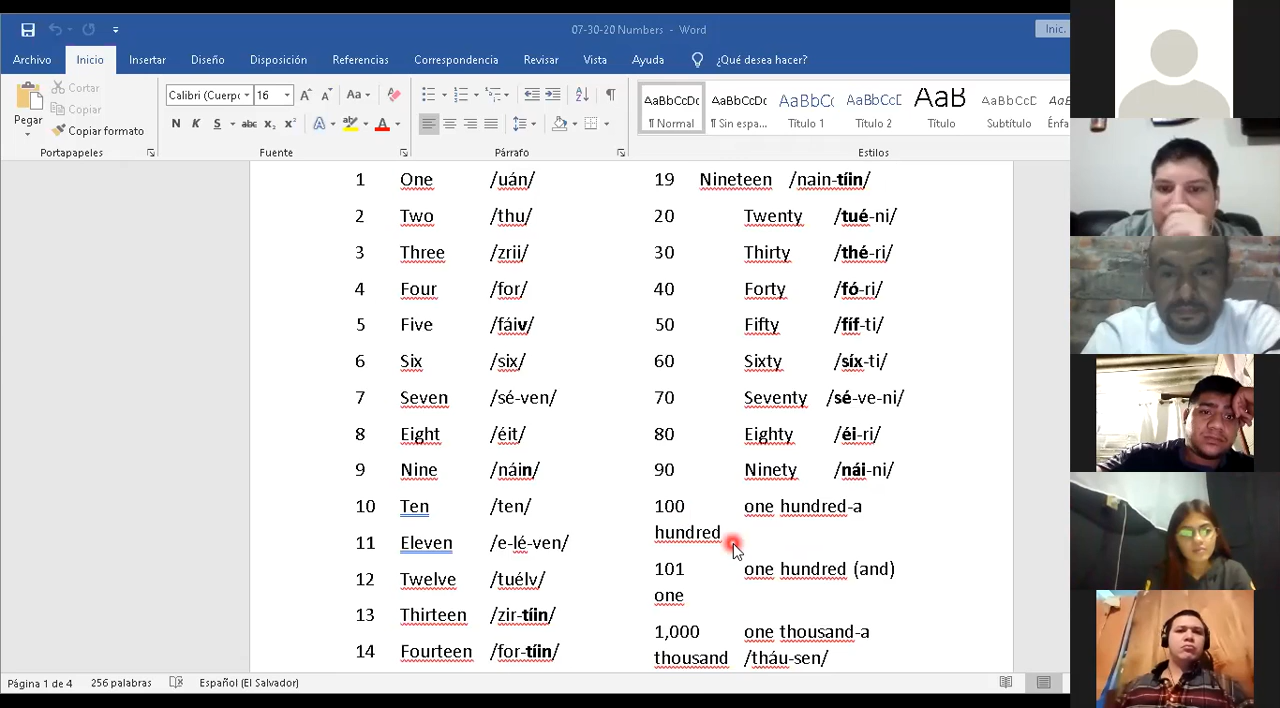 07-30-20 Numbers - Word
Inic.
Archivo Inicio Insertar Diseño Disposición Referencias Correspondencia Revisar Vista Ayuda ¿Qué desea hacer?
Pegar
Cortar
Copiar
Copiar formato
Portapapeles
Calibri (Cuerpo 16
N K S abc x₂ x²
Fuente
Párrafo
AaBbCcDc AaBbCcDc AaBbCc AaBbCcD AaB AaBbCcD
¶ Normal ¶ Sin espa... Título 1 Título 2 Título Subtítulo
Estilos
1 One /uán/
2 Two /thu/
3 Three /zrii/
4 Four /for/
5 Five /fáiv/
6 Six /six/
7 Seven /sé-ven/
8 Eight /éit/
9 Nine /náin/
10 Ten /ten/
11 Eleven /e-lé-ven/
12 Twelve /tuélv/
13 Thirteen /zir-tíin/
14 Fourteen /for-tíin/
19 Nineteen /nain-tíin/
20 Twenty /tué-ni/
30 Thirty /thé-ri/
40 Forty /fó-ri/
50 Fifty /fíf-ti/
60 Sixty /síx-ti/
70 Seventy /sé-ve-ni/
80 Eighty /éi-ri/
90 Ninety /nái-ni/
100 one hundred-a
hundred
101 one hundred (and)
one
1,000 one thousand-a
thousand /tháu-sen/
Página 1 de 4 256 palabras Español (El Salvador)